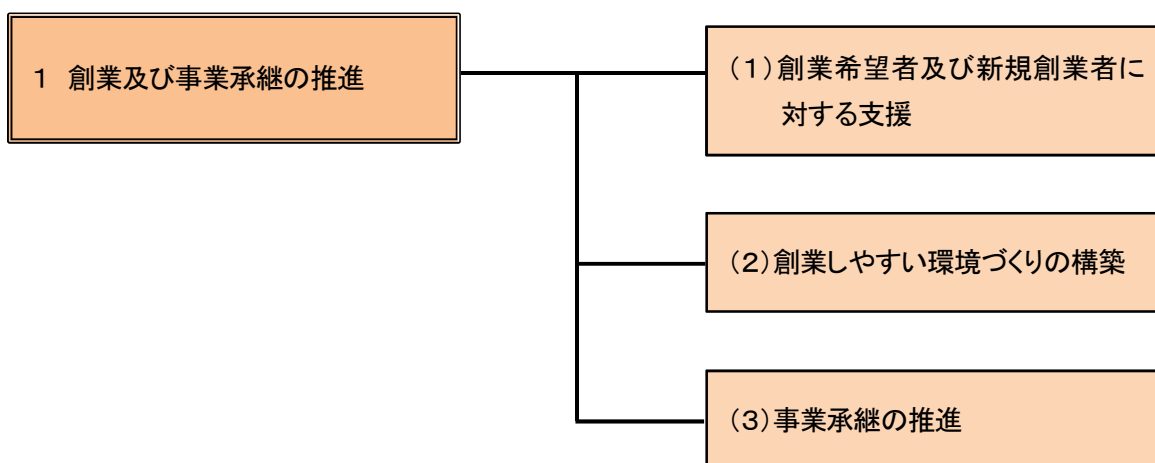 1 創業及び事業承継の推進
(1)創業希望者及び新規創業者に
対する支援
(2)創業しやすい環境づくりの構築
(3)事業承継の推進